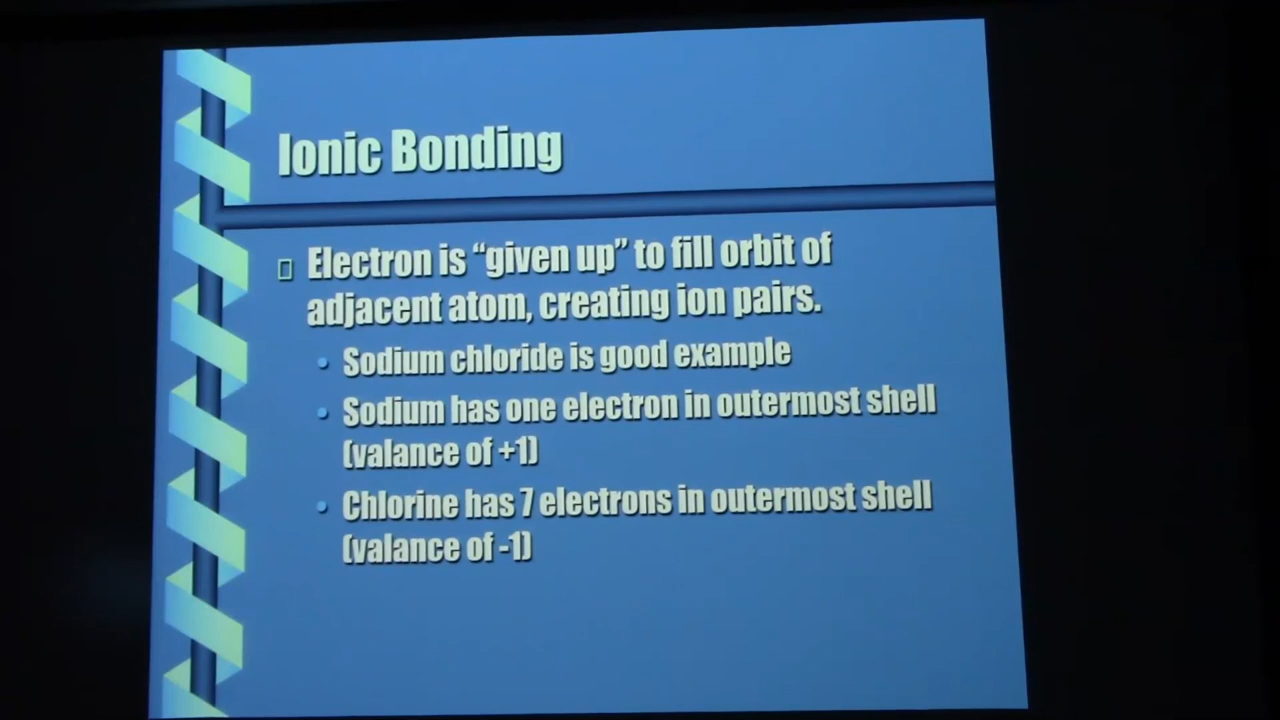 Ionic Bonding
Electron is “given up” to fill orbit of
adjacent atom, creating ion pairs.
Sodium chloride is good example
Sodium has one electron in outermost shell
(valance of +1)
Chlorine has 7 electrons in outermost shell
(valance of -1)